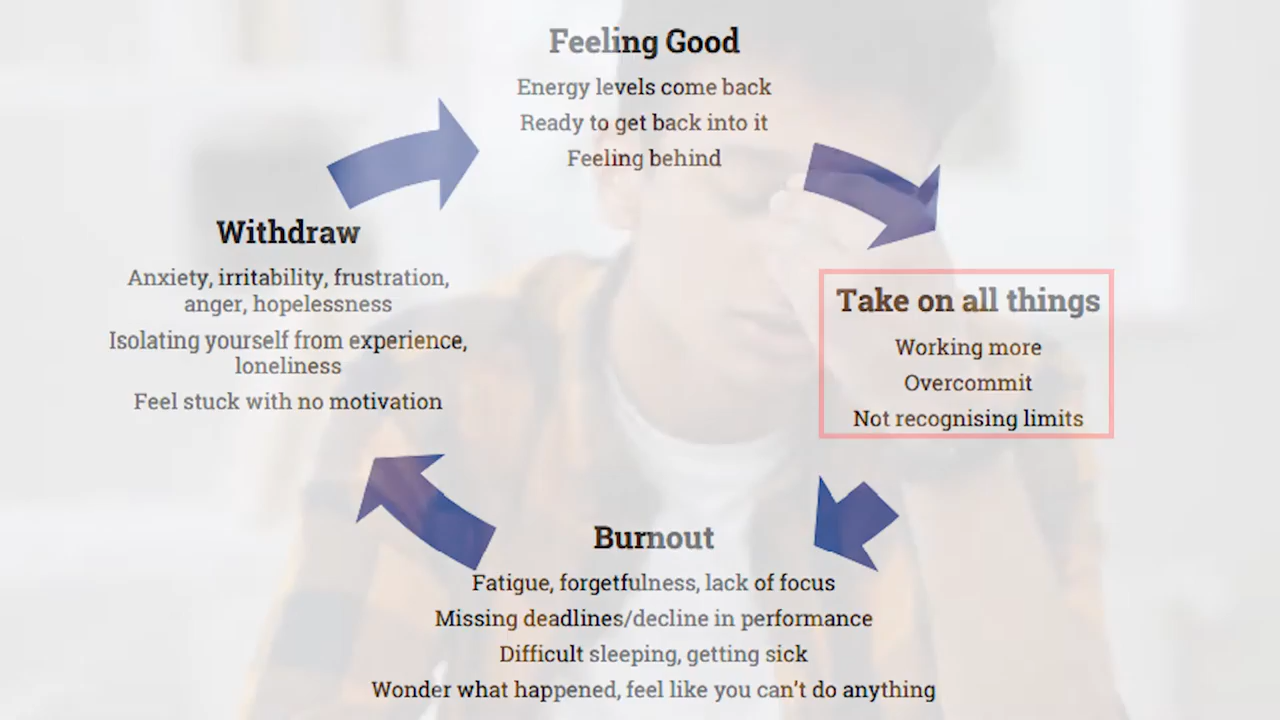 Feeling Good
Energy levels come back
Ready to get back into it
Feeling behind
Take on all things
Working more
Overcommit
Not recognising limits
Burnout
Fatigue, forgetfulness, lack of focus
Missing deadlines/decline in performance
Difficult sleeping, getting sick
Wonder what happened, feel like you can't do anything
Withdraw
Anxiety, irritability, frustration,
anger, hopelessness
Isolating yourself from experience,
loneliness
Feel stuck with no motivation